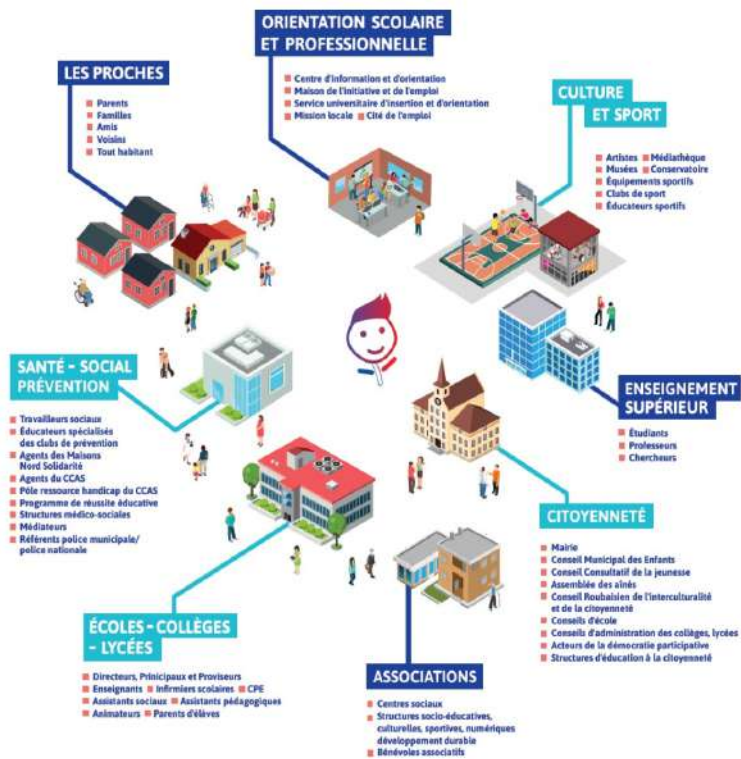 ORIENTATION SCOLAIRE
ET PROFESSIONNELLE
Centre d'information et d'orientation
Maison de l'initiative et de l'emploi
Service universitaire d'insertion et d'orientation
Mission locale Cité de l'emploi
LES PROCHES
Parents
Familles
Amis
Voisins
Tout habitant
CULTURE
ET SPORT
Artistes Médiathèque
Musées Conservatoire
Équipements sportifs
Clubs de sport
Éducateurs sportifs
SANTÉ - SOCIAL
PRÉVENTION
Travailleurs sociaux
Éducateurs spécialisés
des clubs de prévention
Agents des Maisons
Nord Solidarité
Agents du CCAS
Pôle ressource handicap du CCAS
Programme de réussite éducative
Structures médico-sociales
Médiateurs
Référents police municipale/
police nationale
ENSEIGNEMENT
SUPÉRIEUR
Étudiants
Professeurs
Chercheurs
CITOYENNETÉ
Mairie
Conseil Municipal des Enfants
Conseil Consultatif de la jeunesse
Assemblée des aînés
Conseil Roubaisien de l'interculturalité
et de la citoyenneté
Conseils d'école
Conseils d'administration des collèges, lycées
Acteurs de la démocratie participative
Structures d'éducation à la citoyenneté
ÉCOLES - COLLÈGES
- LYCÉES
Directeurs, Prinicipaux et Proviseurs
Enseignants Infirmiers scolaires CPE
Assistants sociaux Assistants pédagogiques
Animateurs Parents d'élèves
ASSOCIATIONS
Centres sociaux
Structures socio-éducatives,
culturelles, sportives, numériques
développement durable
Bénévoles associatifs